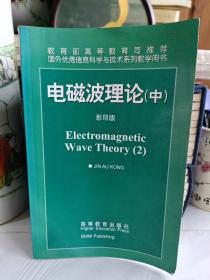 教育部高等教育司推荐
国外优秀信息科学与技术系列教学用书
电磁波理论(中)
影印版
Electromagnetic
Wave Theory (2)
JIN AU KONG
高等教育出版社
Higher Education Press
EMW Publishing